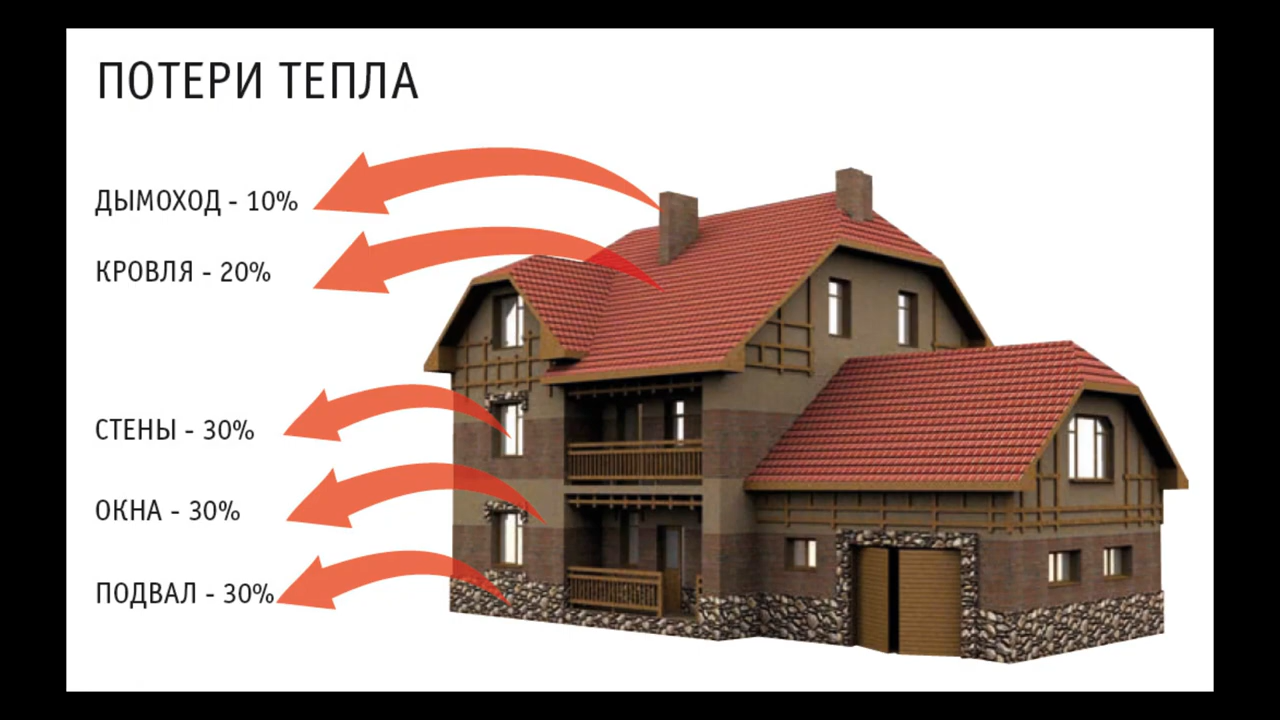 ПОТЕРИ ТЕПЛА
ДЫМОХОД - 10%
КРОВЛЯ - 20%
СТЕНЫ - 30%
ОКНА - 30%
ПОДВАЛ - 30%